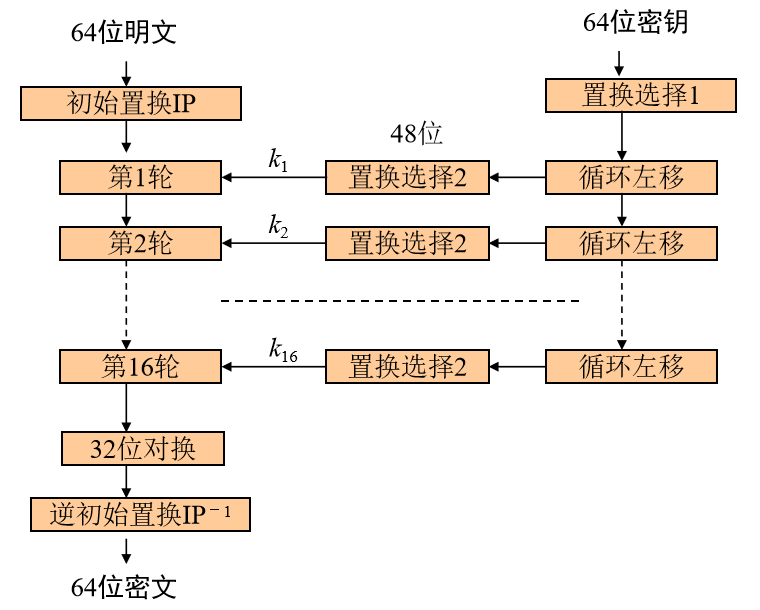 64位明文
64位密钥
初始置换IP
置换选择1
48位
第1轮
k1
置换选择2
循环左移
第2轮
k2
置换选择2
循环左移
第16轮
k16
置换选择2
循环左移
32位对换
逆初始置换IP⁻¹
64位密文